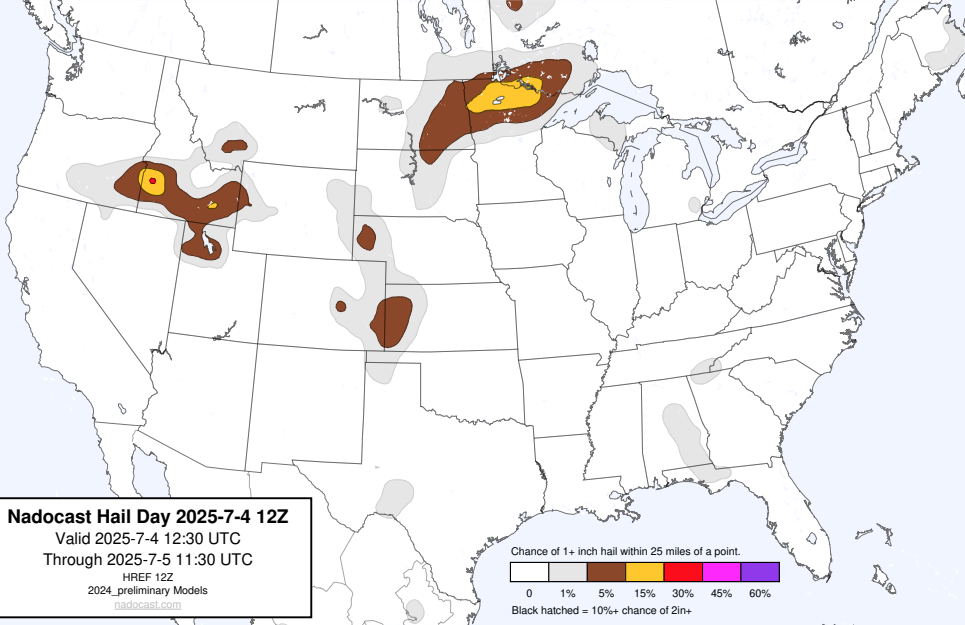 Nadocast Hail Day 2025-7-4 12Z
Valid 2025-7-4 12:30 UTC
Through 2025-7-5 11:30 UTC
HREF 12Z
2024_preliminary Models
nadocast.com
Chance of 1+ inch hail within 25 miles of a point.
0 1% 5% 15% 30% 45% 60%
Black hatched = 10%+ chance of 2in+